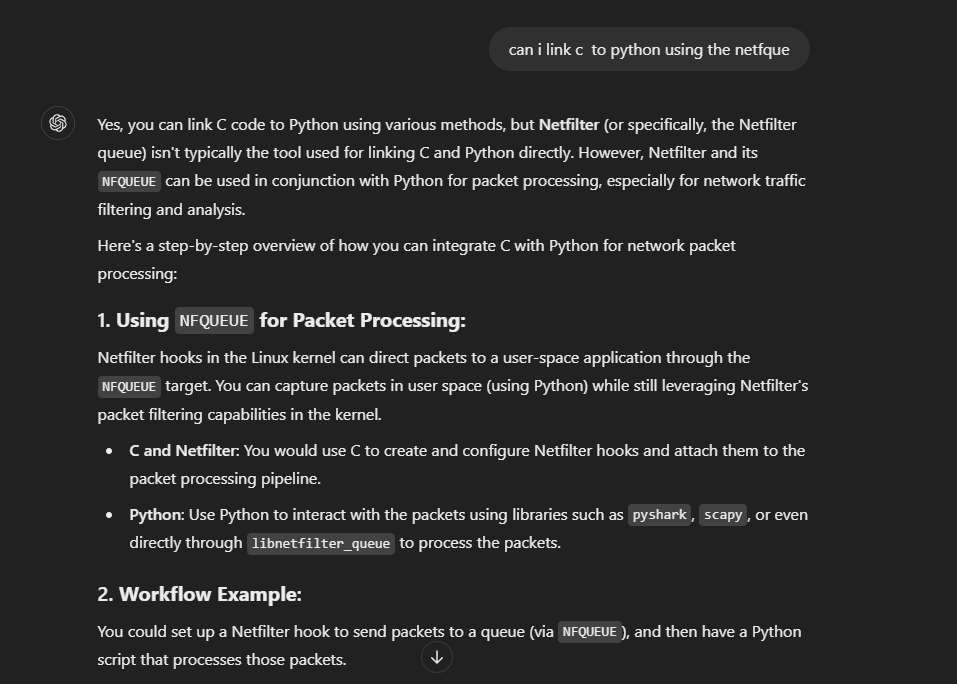 can i link c  to python using the netfque
Yes, you can link C code to Python using various methods, but Netfilter (or specifically, the Netfilter
queue) isn't typically the tool used for linking C and Python directly. However, Netfilter and its
NFQUEUE can be used in conjunction with Python for packet processing, especially for network traffic
filtering and analysis.
Here's a step-by-step overview of how you can integrate C with Python for network packet
processing:
1. Using NFQUEUE for Packet Processing:
Netfilter hooks in the Linux kernel can direct packets to a user-space application through the
NFQUEUE target. You can capture packets in user space (using Python) while still leveraging Netfilter's
packet filtering capabilities in the kernel.
• C and Netfilter: You would use C to create and configure Netfilter hooks and attach them to the
packet processing pipeline.
• Python: Use Python to interact with the packets using libraries such as pyshark, scapy, or even
directly through libnetfilter_queue to process the packets.
2. Workflow Example:
You could set up a Netfilter hook to send packets to a queue (via NFQUEUE), and then have a Python
script that processes those packets.